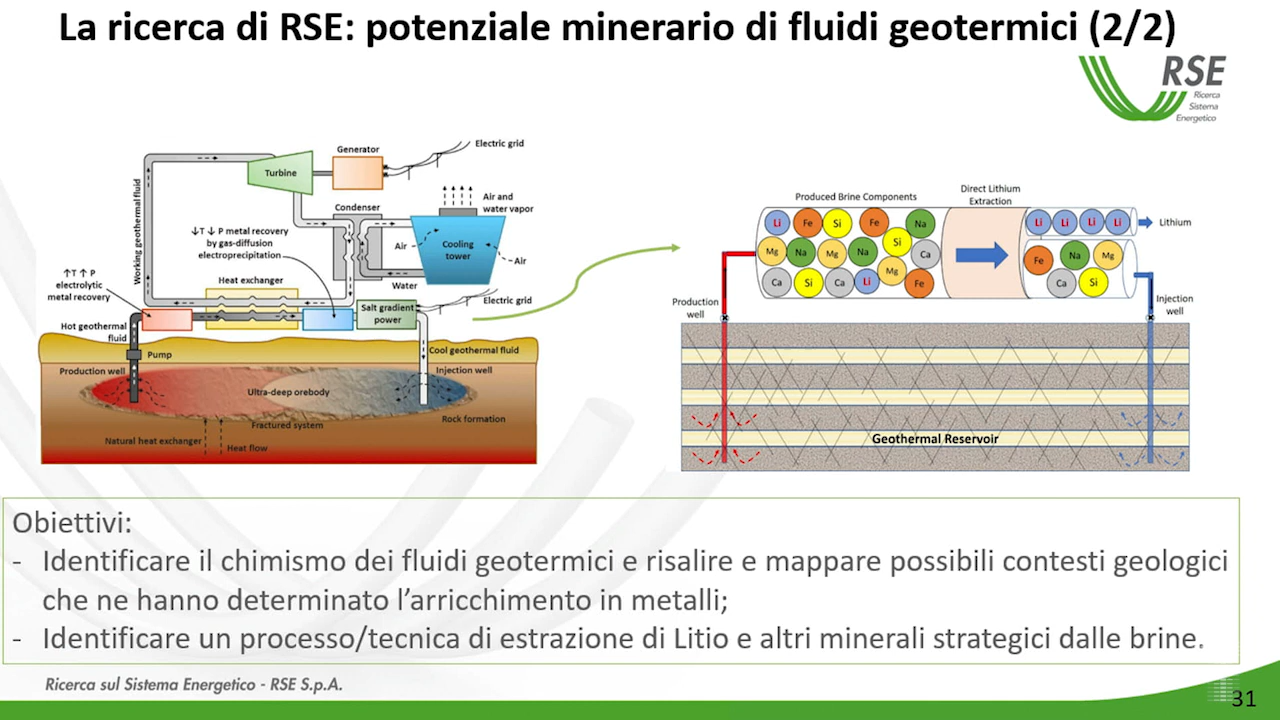 La ricerca di RSE: potenziale minerario di fluidi geotermici (2/2)
RSE
Ricerca
Sistema
Energetico
Electric grid
Generator
Turbine
Working geothermal fluid
Condenser
Air and
water vapor
↓T ↓ P metal recovery
by gas-diffusion
electroprecipitation
Air
Cooling
tower
Air
↑T ↑ P
electrolytic
metal recovery
Heat exchanger
Water
Salt gradient
power
Electric grid
Hot geothermal
fluid
Pump
Cool geothermal fluid
Production well
Injection well
Ultra-deep orebody
Fractured system
Rock formation
Natural heat exchanger
Heat flow
Produced Brine Components
Direct Lithium
Extraction
Li Fe Si Fe Na
Mg Na Mg Na Si Ca
Ca Si Ca Li Mg Fe
Li Li Li Li
Lithium
Fe Na Mg
Ca Si
Production
well
Injection
well
Geothermal Reservoir
Obiettivi:
- Identificare il chimismo dei fluidi geotermici e risalire e mappare possibili contesti geologici
che ne hanno determinato l’arricchimento in metalli;
- Identificare un processo/tecnica di estrazione di Litio e altri minerali strategici dalle brine.
Ricerca sul Sistema Energetico - RSE S.p.A.
31